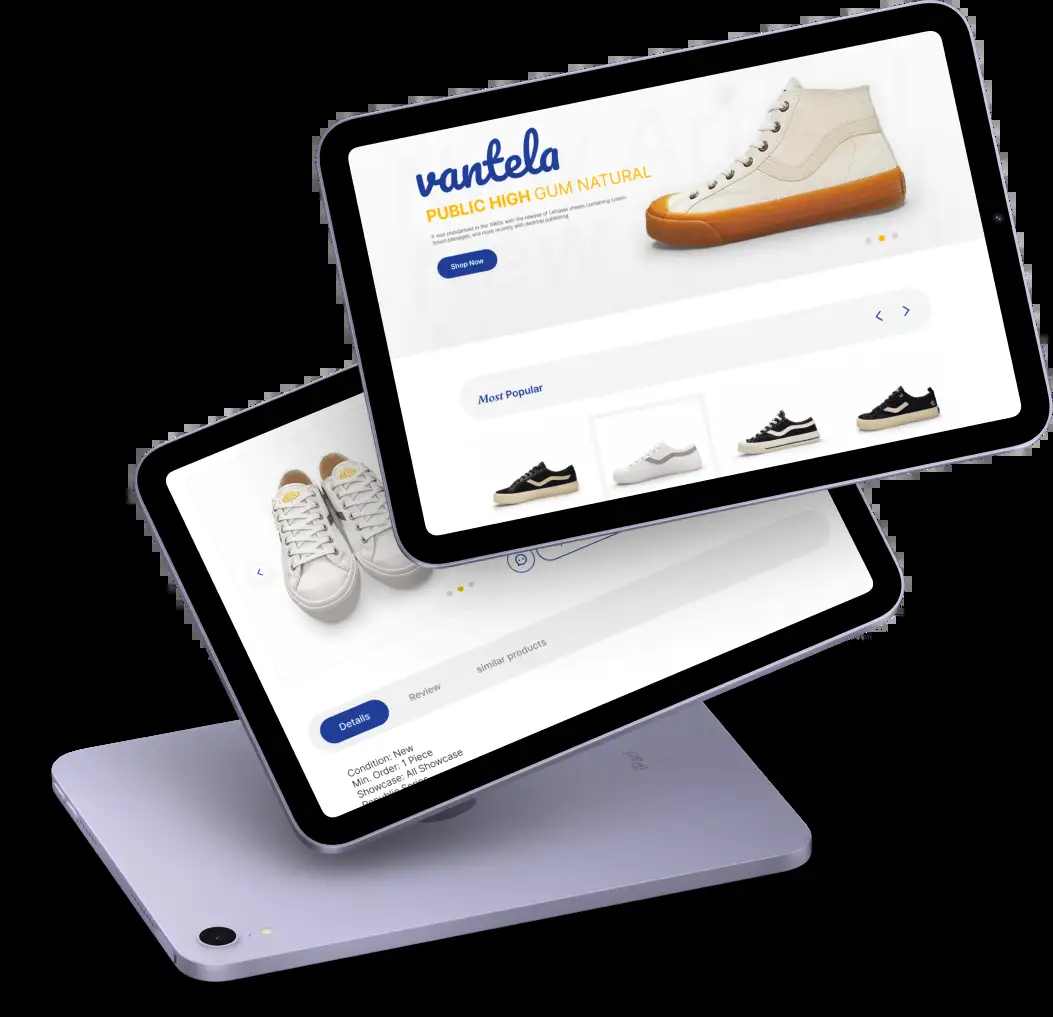 vantela
PUBLIC HIGH GUM NATURAL
It was popularised in the 1960s with the release of Letraset sheets containing Lorem
Ipsum passages, and more recently with desktop publishing
Shop Now
Most Popular
similar products
Review
Details
Condition: New
Min. Order: 1 Piece
Showcase: All Showcase
Republic Series
iPad